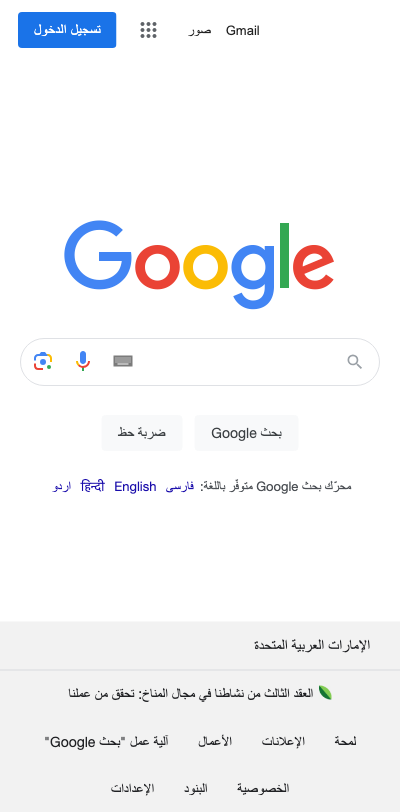 Gmail صور تسجيل الدخول
Google
بحث Google ضربة حظ
محرّك بحث Google متوفّر باللغة: فارسی English हिन्दी اردو
الإمارات العربية المتحدة
العقد الثالث من نشاطنا في مجال المناخ: تحقق من عملنا
لمحة الإعلانات الأعمال آلية عمل "بحث Google"
الخصوصية البنود الإعدادات